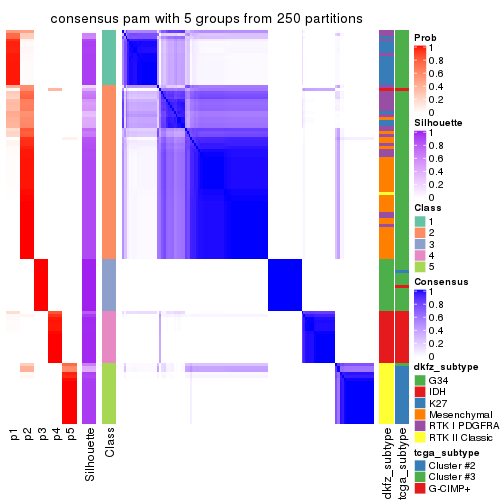 consensus pam with 5 groups from 250 partitions
Prob
1
0.8
0.6
0.4
0.2
0
Silhouette
1
0.8
0.6
0.4
0.2
0
Class
1
2
3
4
5
Consensus
1
0.8
0.6
0.4
0.2
0
dkfz_subtype
G34
IDH
K27
Mesenchymal
RTK I PDGFRA
RTK II Classic
tcga_subtype
Cluster #2
Cluster #3
G-CIMP+
p1
p2
p3
p4
p5
Silhouette
Class
dkfz_subtype
tcga_subtype